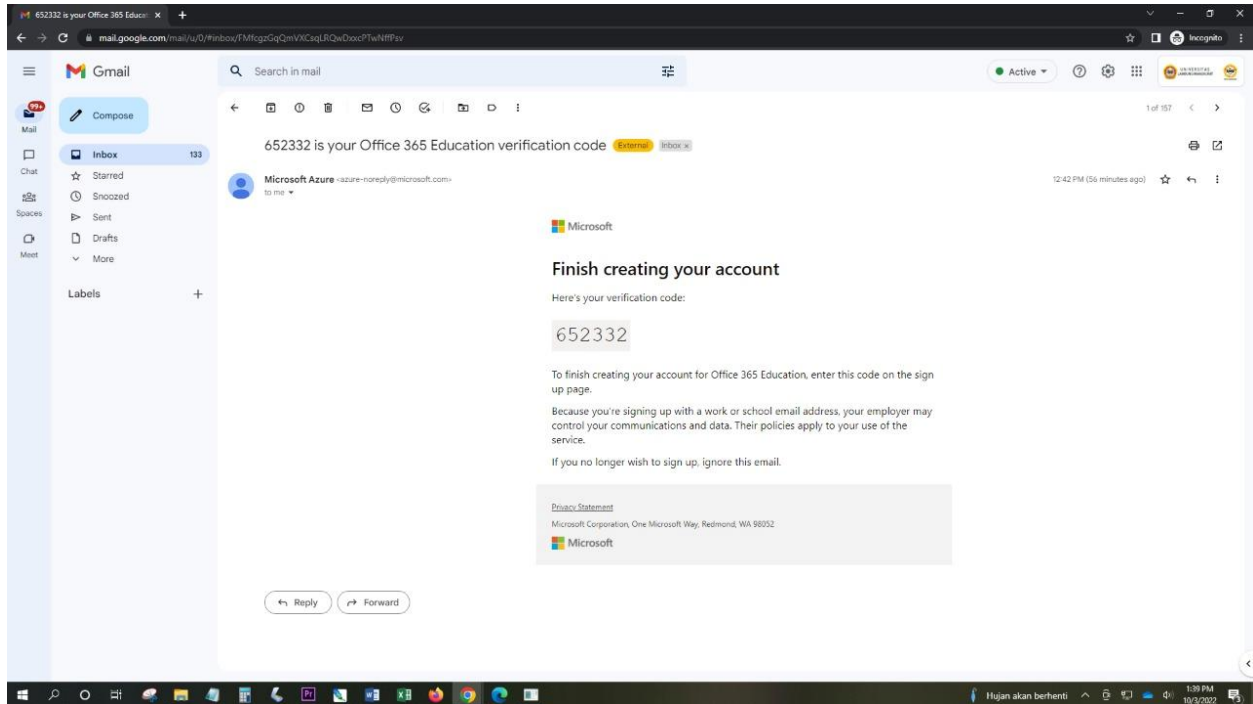 652332 is your Office 365 Educat
mail.google.com/mail/u/0/#inbox/FMfcgzGqQmVXCsqLRQwDxxcPTwNffPsv
Incognito
Gmail
Search in mail
Active
UNIVERSITAS
99+
Mail
Compose
1 of 157
Inbox 133
652332 is your Office 365 Education verification code External Inbox x
Chat
Starred
Microsoft Azure <azure-noreply@microsoft.com>
12:42 PM (56 minutes ago)
to me
Snoozed
Spaces
Sent
Microsoft
Drafts
Meet
More
Finish creating your account
Labels
Here's your verification code:
652332
To finish creating your account for Office 365 Education, enter this code on the sign
up page.
Because you're signing up with a work or school email address, your employer may
control your communications and data. Their policies apply to your use of the
service.
If you no longer wish to sign up, ignore this email.
Privacy Statement
Microsoft Corporation, One Microsoft Way, Redmond, WA 98052
Microsoft
Reply
Forward
Pr
Hujan akan berhenti
1:39 PM
10/3/2022